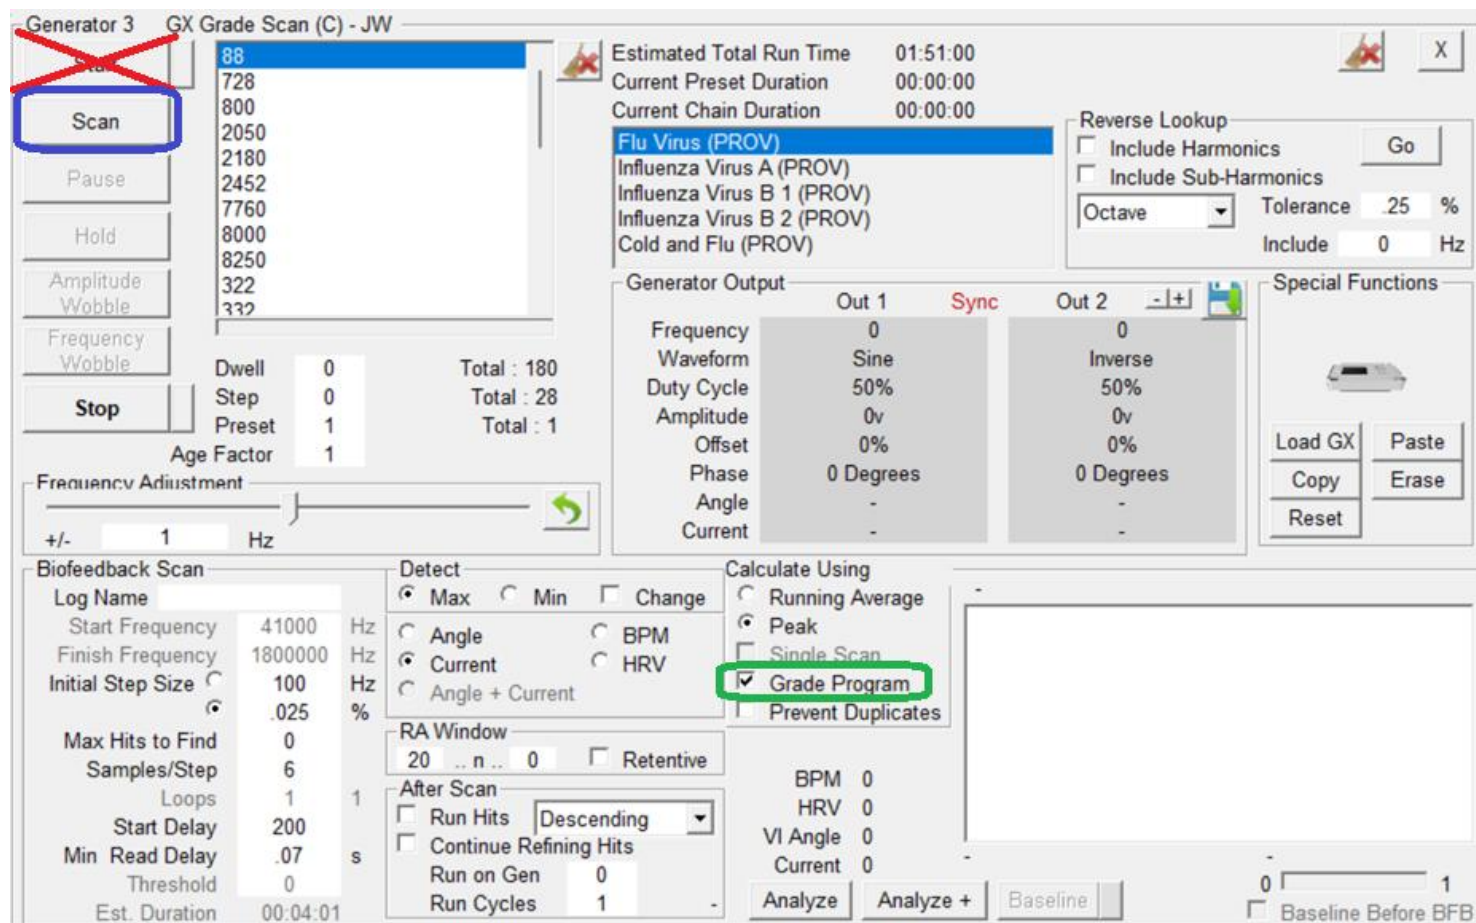 Generator 3 GX Grade Scan (C) - JW
Scan
Pause
Hold
Amplitude
Wobble
Frequency
Wobble
Stop
88
728
800
2050
2180
2452
7760
8000
8250
322
332
Dwell 0 Total : 180
Step 0 Total : 28
Preset 1 Total : 1
Age Factor 1
Estimated Total Run Time 01:51:00
Current Preset Duration 00:00:00
Current Chain Duration 00:00:00
Flu Virus (PROV)
Influenza Virus A (PROV)
Influenza Virus B 1 (PROV)
Influenza Virus B 2 (PROV)
Cold and Flu (PROV)
X
Reverse Lookup
Include Harmonics Go
Include Sub-Harmonics
Octave Tolerance .25 %
Include 0 Hz
Generator Output
Out 1 Sync Out 2 - +
Frequency 0 0
Waveform Sine Inverse
Duty Cycle 50% 50%
Amplitude 0v 0v
Offset 0% 0%
Phase 0 Degrees 0 Degrees
Angle - -
Current - -
Special Functions
Load GX Paste
Copy Erase
Reset
Frequency Adjustment
+/- 1 Hz
Biofeedback Scan
Log Name
Start Frequency 41000 Hz
Finish Frequency 1800000 Hz
Initial Step Size 100 Hz
.025 %
Max Hits to Find 0
Samples/Step 6
Loops 1 1
Start Delay 200
Min Read Delay .07 s
Threshold 0
Est. Duration 00:04:01
Detect
Max Min Change
Angle BPM
Current HRV
Angle + Current
RA Window
20 .. n .. 0 Retentive
After Scan
Run Hits Descending
Continue Refining Hits
Run on Gen 0
Run Cycles 1 -
Calculate Using
Running Average
Peak
Single Scan
Grade Program
Prevent Duplicates
-
BPM 0
HRV 0
VI Angle 0
Current 0 - -
Analyze Analyze + Baseline
0 1
Baseline Before BFB